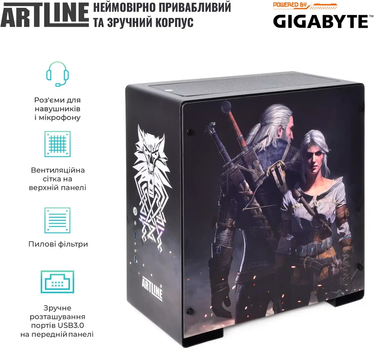 ARTLINE
НЕЙМОВІРНО ПРИВАБЛИВИЙ
ТА ЗРУЧНИЙ КОРПУС
POWERED BY
GIGABYTE™
Роз'єми для
навушників
і мікрофону
Вентиляційна
сітка на
верхній панелі
Пилові фільтри
Зручне
розташування
портів USB3.0
на передній панелі
ARTLINE